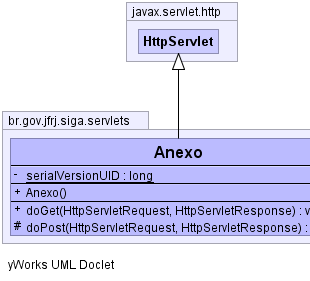 javax.servlet.http
HttpServlet
br.gov.jfrj.siga.servlets
Anexo
- serialVersionUID : long
+ Anexo()
+ doGet(HttpServletRequest, HttpServletResponse) : v
# doPost(HttpServletRequest, HttpServletResponse) :
yWorks UML Doclet